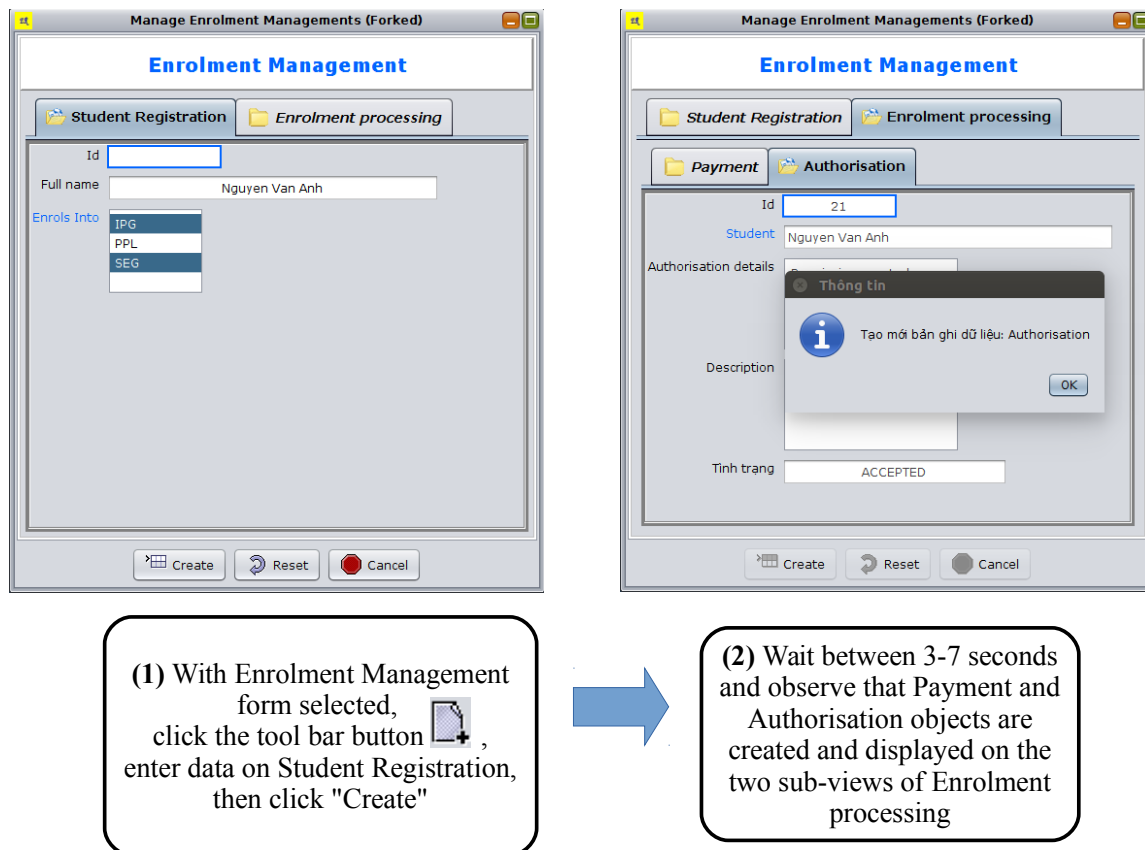 Manage Enrolment Managements (Forked)
Enrolment Management
Student Registration
Enrolment processing
Id
Full name
Nguyen Van Anh
Enrols Into
IPG
PPL
SEG
Create
Reset
Cancel
Manage Enrolment Managements (Forked)
Enrolment Management
Student Registration
Enrolment processing
Payment
Authorisation
Id
21
Student
Nguyen Van Anh
Authorisation details
Thông tin
Tạo mới bản ghi dữ liệu: Authorisation
OK
Description
Tình trạng
ACCEPTED
Create
Reset
Cancel
(1) With Enrolment Management
form selected,
click the tool bar button ,
enter data on Student Registration,
then click "Create"
(2) Wait between 3-7 seconds
and observe that Payment and
Authorisation objects are
created and displayed on the
two sub-views of Enrolment
processing